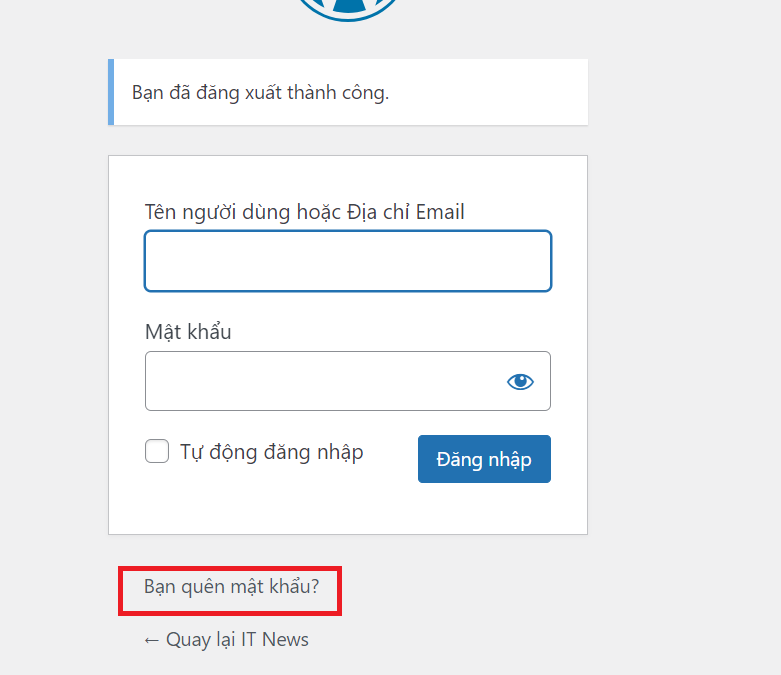 Bạn đã đăng xuất thành công.
Tên người dùng hoặc Địa chỉ Email
Mật khẩu
Tự động đăng nhập
Đăng nhập
Bạn quên mật khẩu?
← Quay lại IT News